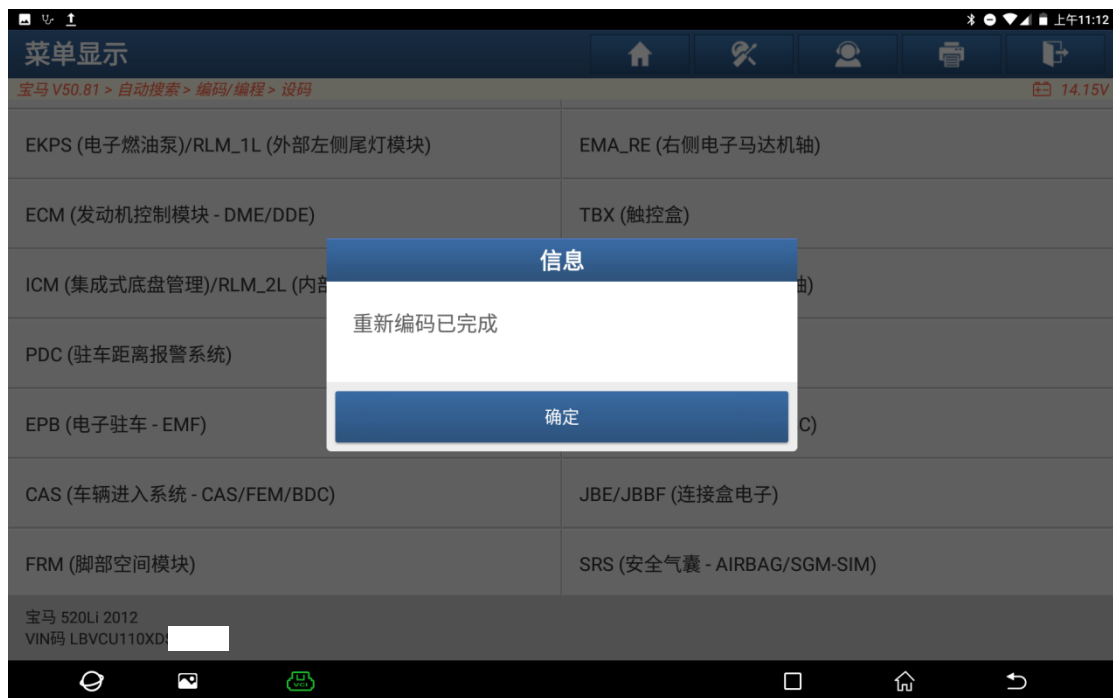 上午11:12
菜单显示
宝马 V50.81 > 自动搜索 > 编码/编程 > 设码
14.15V
EKPS (电子燃油泵)/RLM_1L (外部左侧尾灯模块)
EMA_RE (右侧电子马达机轴)
ECM (发动机控制模块 - DME/DDE)
TBX (触控盒)
信息
ICM (集成式底盘管理)/RLM_2L (内部
轴)
重新编码已完成
PDC (驻车距离报警系统)
确定
EPB (电子驻车 - EMF)
C)
CAS (车辆进入系统 - CAS/FEM/BDC)
JBE/JBBF (连接盒电子)
FRM (脚部空间模块)
SRS (安全气囊 - AIRBAG/SGM-SIM)
宝马 520Li 2012
VIN码 LBVCU110XD
VCI